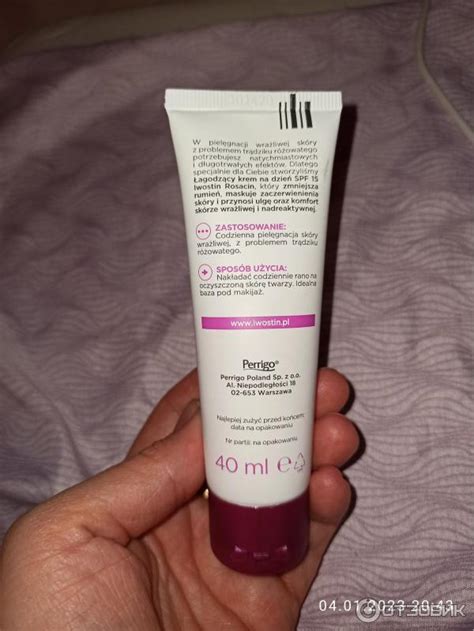 W pielęgnacji wrażliwej skóry
z problemem trądziku różowatego
potrzebujesz natychmiastowych
i długotrwałych efektów. Dlatego
specjalnie dla Ciebie stworzyliśmy
Łagodzący krem na dzień SPF 15
Iwostin Rosacin, który zmniejsza
rumień, maskuje zaczerwienienia
skóry i przynosi ulgę oraz komfort
skórze wrażliwej i nadreaktywnej.
ZASTOSOWANIE:
Codzienna pielęgnacja skóry
wrażliwej, z problemem trądziku
różowatego.
SPOSÓB UŻYCIA:
Nakładać codziennie rano na
oczyszczoną skórę twarzy. Idealna
baza pod makijaż.
www.iwostin.pl
Perrigo®
Perrigo Poland Sp. z o.o.
Al. Niepodległości 18
02-653 Warszawa
Najlepiej zużyć przed końcem:
data na opakowaniu
Nr partii: na opakowaniu
40 ml e
04.01.2023 20:43
ОТЗОВИК